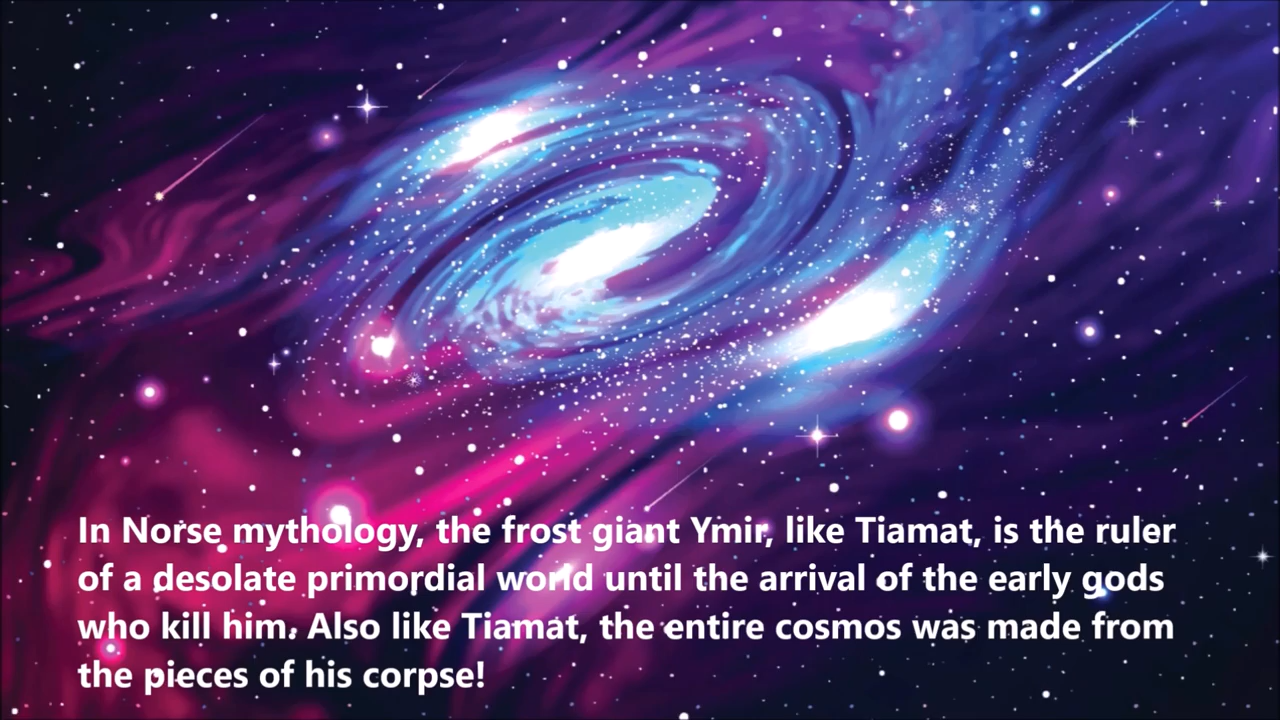 In Norse mythology, the frost giant Ymir, like Tiamat, is the ruler
of a desolate primordial world until the arrival of the early gods
who kill him. Also like Tiamat, the entire cosmos was made from
the pieces of his corpse!